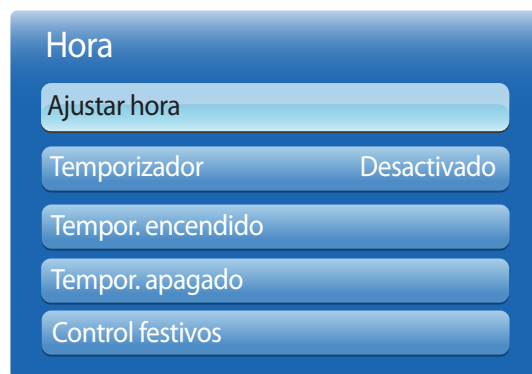 Hora
Ajustar hora
Temporizador Desactivado
Tempor. encendido
Tempor. apagado
Control festivos